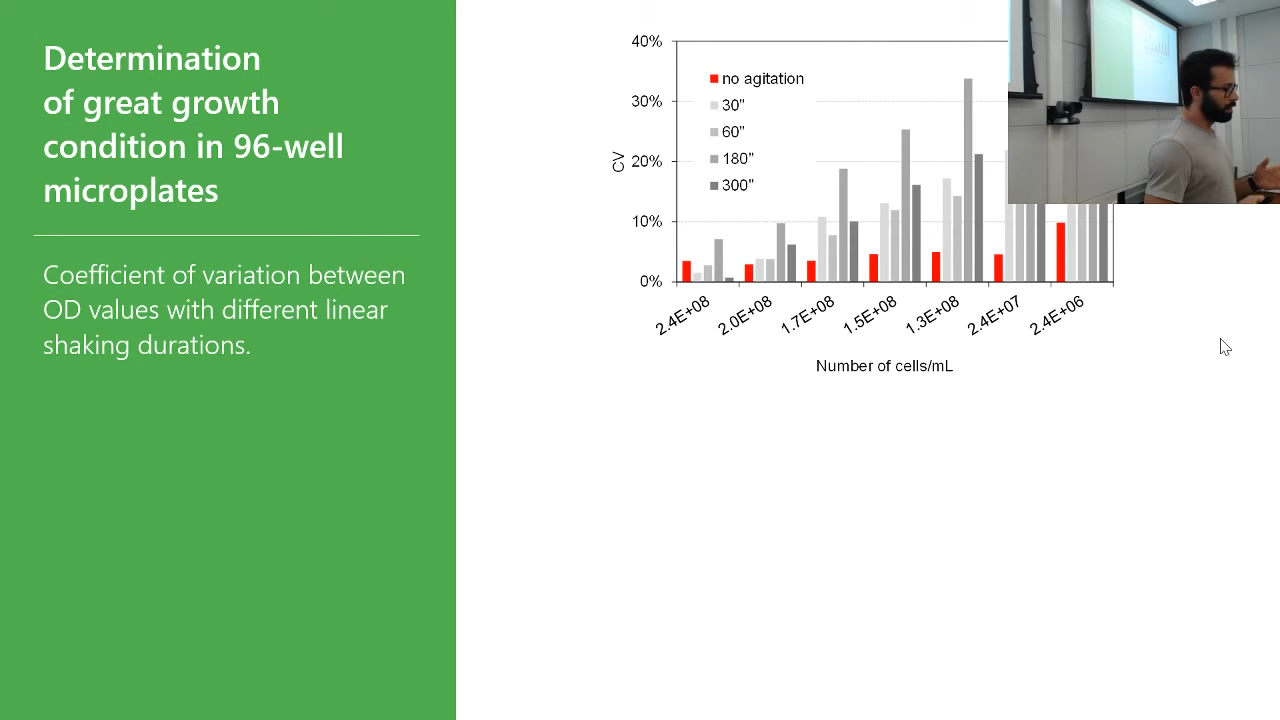 Determination
of great growth
condition in 96-well
microplates
Coefficient of variation between
OD values with different linear
shaking durations.
40%
30%
20%
10%
0%
CV
no agitation
30"
60"
180"
300"
2.4E+08
2.0E+08
1.7E+08
1.5E+08
1.3E+08
2.4E+07
2.4E+06
Number of cells/mL